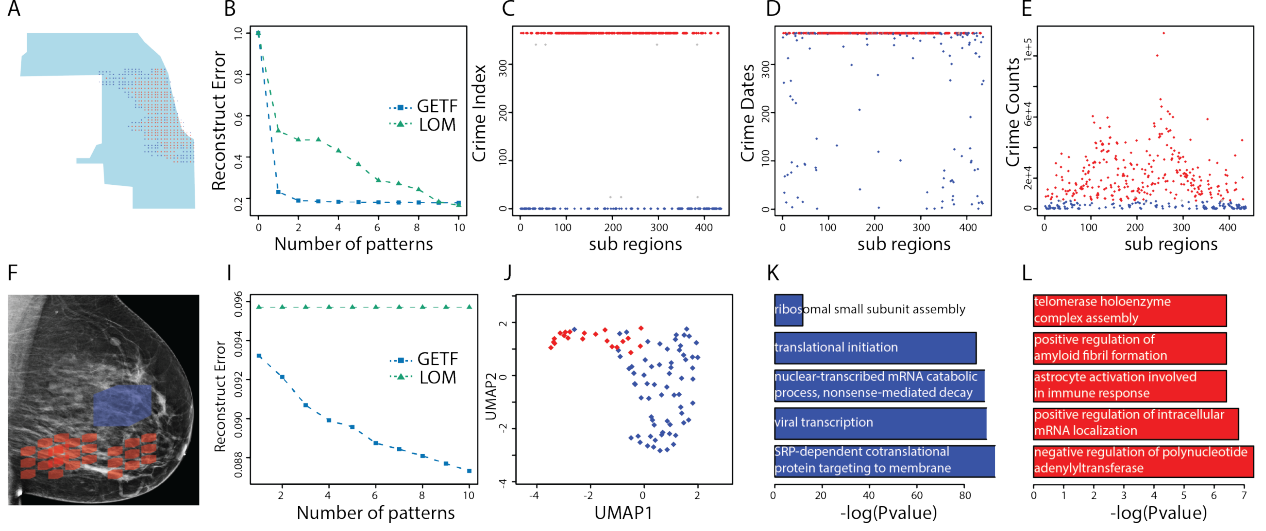 A
B
Reconstruct Error
1.0
0.8
0.6
0.4
0.2
GETF
LOM
0 2 4 6 8 10
Number of patterns
C
Crime Index
300
200
100
0
0 100 200 300 400
sub regions
D
Crime Dates
300
200
100
0
0 100 200 300 400
sub regions
E
Crime Counts
1e+5
6e+4
2e+4
0
0 100 200 300 400
sub regions
F
I
Reconstruct Error
0.096
0.094
0.092
0.090
0.088
GETF
LOM
2 4 6 8 10
Number of patterns
J
UMAP2
2
0
-2
-4
-4 -2 0 2
UMAP1
K
ribosomal small subunit assembly
translational initiation
nuclear-transcribed mRNA catabolic
process, nonsense-mediated decay
viral transcription
SRP-dependent cotranslational
protein targeting to membrane
0 20 40 60 80
-log(Pvalue)
L
telomerase holoenzyme
complex assembly
positive regulation of
amyloid fibril formation
astrocyte activation involved
in immune response
positive regulation of intracellular
mRNA localization
negative regulation of polynucleotide
adenylyltransferase
0 1 2 3 4 5 6 7
-log(Pvalue)